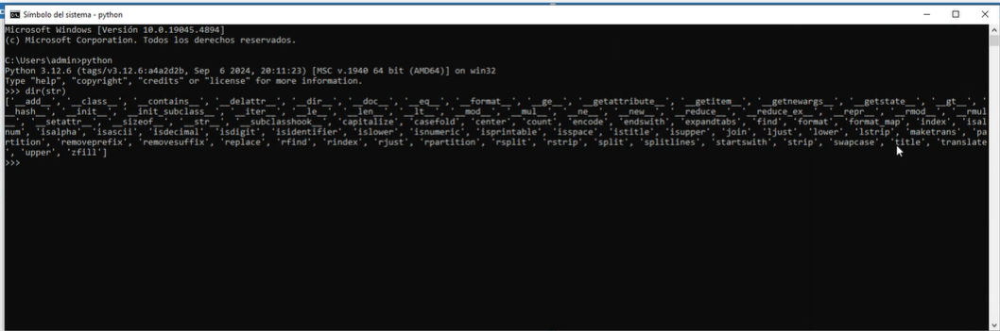 Símbolo del sistema - python
Microsoft Windows [Versión 10.0.19045.4894]
(c) Microsoft Corporation. Todos los derechos reservados.
C:\Users\admin>python
Python 3.12.6 (tags/v3.12.6:a4a2d2b, Sep  6 2024, 20:11:23) [MSC v.1940 64 bit (AMD64)] on win32
Type "help", "copyright", "credits" or "license" for more information.
>>> dir(str)
['__add__', '__class__', '__contains__', '__delattr__', '__dir__', '__doc__', '__eq__', '__format__', '__ge__', '__getattribute__', '__getitem__', '__getnewargs__', '__getstate__', '__gt__', '
__hash__', '__init__', '__init_subclass__', '__iter__', '__le__', '__len__', '__lt__', '__mod__', '__mul__', '__ne__', '__new__', '__reduce__', '__reduce_ex__', '__repr__', '__rmod__', '__rmul
__', '__setattr__', '__sizeof__', '__str__', '__subclasshook__', 'capitalize', 'casefold', 'center', 'count', 'encode', 'endswith', 'expandtabs', 'find', 'format', 'format_map', 'index', 'isal
num', 'isalpha', 'isascii', 'isdecimal', 'isdigit', 'isidentifier', 'islower', 'isnumeric', 'isprintable', 'isspace', 'istitle', 'isupper', 'join', 'ljust', 'lower', 'lstrip', 'maketrans', 'pa
rtition', 'removeprefix', 'removesuffix', 'replace', 'rfind', 'rindex', 'rjust', 'rpartition', 'rsplit', 'rstrip', 'split', 'splitlines', 'startswith', 'strip', 'swapcase', 'title', 'translate
', 'upper', 'zfill']
>>>